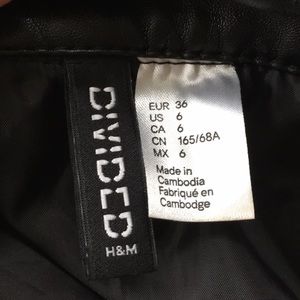 DIVIDED
H&M
EUR 36
US 6
CA 6
CN 165/68A
MX 6
Made in
Cambodia
Fabriqué en
Cambodge